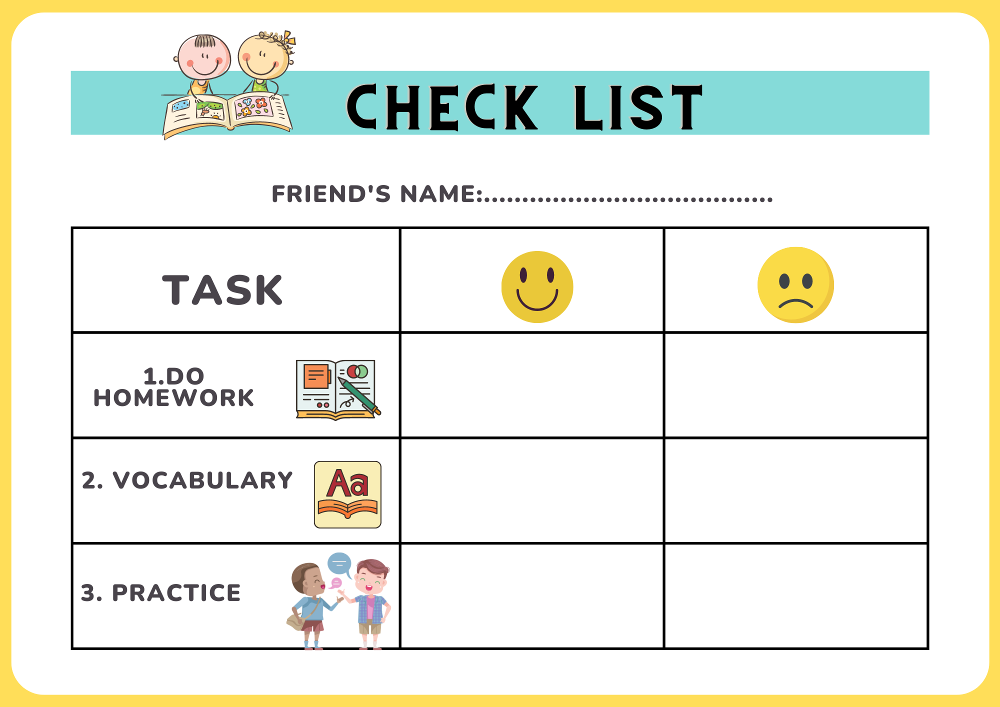 CHECK LIST
FRIEND'S NAME:......................................
TASK
1.DO
HOMEWORK
2. VOCABULARY
Aa
3. PRACTICE